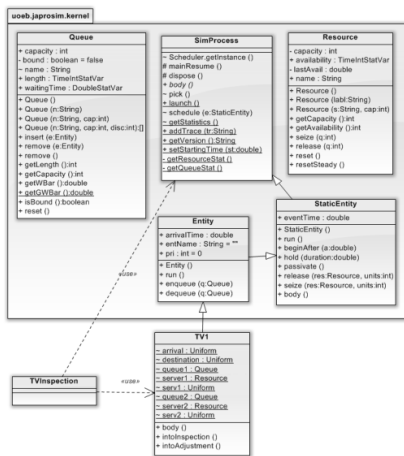 uoeb.japrosim.kernel
Queue
- capacity : int
- bound : boolean = false
~ name : String
+ length : TimeIntStatVar
+ waitingTime : DoubleStatVar
+ Queue ()
+ Queue (n:String)
+ Queue (n:String, cap:int)
+ Queue (n:String, cap:int, disc:int):[]
+ insert (e:Entity)
+ remove (e:Entity)
+ remove ()
+ getLength ():int
+ getCapacity ():int
+ getWBar ():double
+ getGWBar ():double
+ isBound ():boolean
+ reset ()
SimProcess
~ Scheduler.getInstance ()
# mainResume ()
# dispose ()
+ body ()
~ pick ()
+ launch ()
~ schedule (e:StaticEntity)
- getStatistics ()
+ addTrace (tr:String)
+ getVersion ():String
+ setStartingTime (st:double)
- getResourceStat ()
- getQueueStat ()
Resource
- capacity : int
+ availability : TimeIntStatVar
- lastAvail : double
+ name : String
+ Resource ()
+ Resource (labl:String)
+ Resource (s:String, cap:int)
+ getCapacity ():int
+ getAvailability ():int
+ seize (q:int)
+ release (q:int)
+ reset ()
+ resetSteady ()
StaticEntity
+ eventTime : double
+ StaticEntity ()
+ run ()
+ beginAfter (a:double)
+ hold (duration:double)
+ passivate ()
+ release (res:Resource, units:int)
+ seize (res:Resource, units:int)
+ body ()
Entity
+ arrivalTime : double
+ entName : String = ""
+ pri : int = 0
+ Entity ()
+ run ()
+ enqueue (q:Queue)
+ dequeue (q:Queue)
«use»
TV1
~ arrival : Uniform
~ destination : Uniform
~ queue1 : Queue
~ server1 : Resource
~ serv1 : Uniform
~ queue2 : Queue
~ server2 : Resource
~ serv2 : Uniform
+ body ()
+ intoInspection ()
+ intoAdjustment ()
TVInspection
«use»